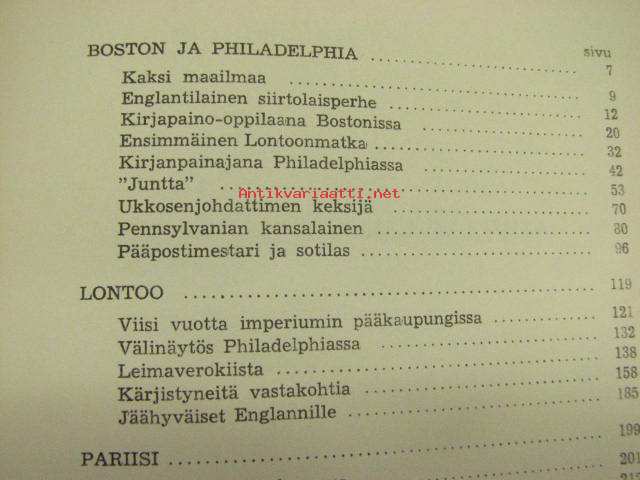 sivu
BOSTON JA PHILADELPHIA ........ 7
Kaksi maailmaa ........ 9
Englantilainen siirtolaisperhe ........ 12
Kirjapaino-oppilaana Bostonissa ........ 20
Ensimmäinen Lontoonmatka ........ 32
Kirjanpainajana Philadelphiassa ........ 42
"Juntta" ........ 53
Antikvariaatti.net
Ukkosenjohdattimen keksijä ........ 70
Pennsylvanian kansalainen ........ 80
Pääpostimestari ja sotilas ........ 96
LONTOO ........ 119
Viisi vuotta imperiumin pääkaupungissa ........ 121
Välinäytös Philadelphiassa ........ 132
Leimaverokiista ........ 138
Kärjistyneitä vastakohtia ........ 158
Jäähyväiset Englannille ........ 185
PARIISI ........ 199
201